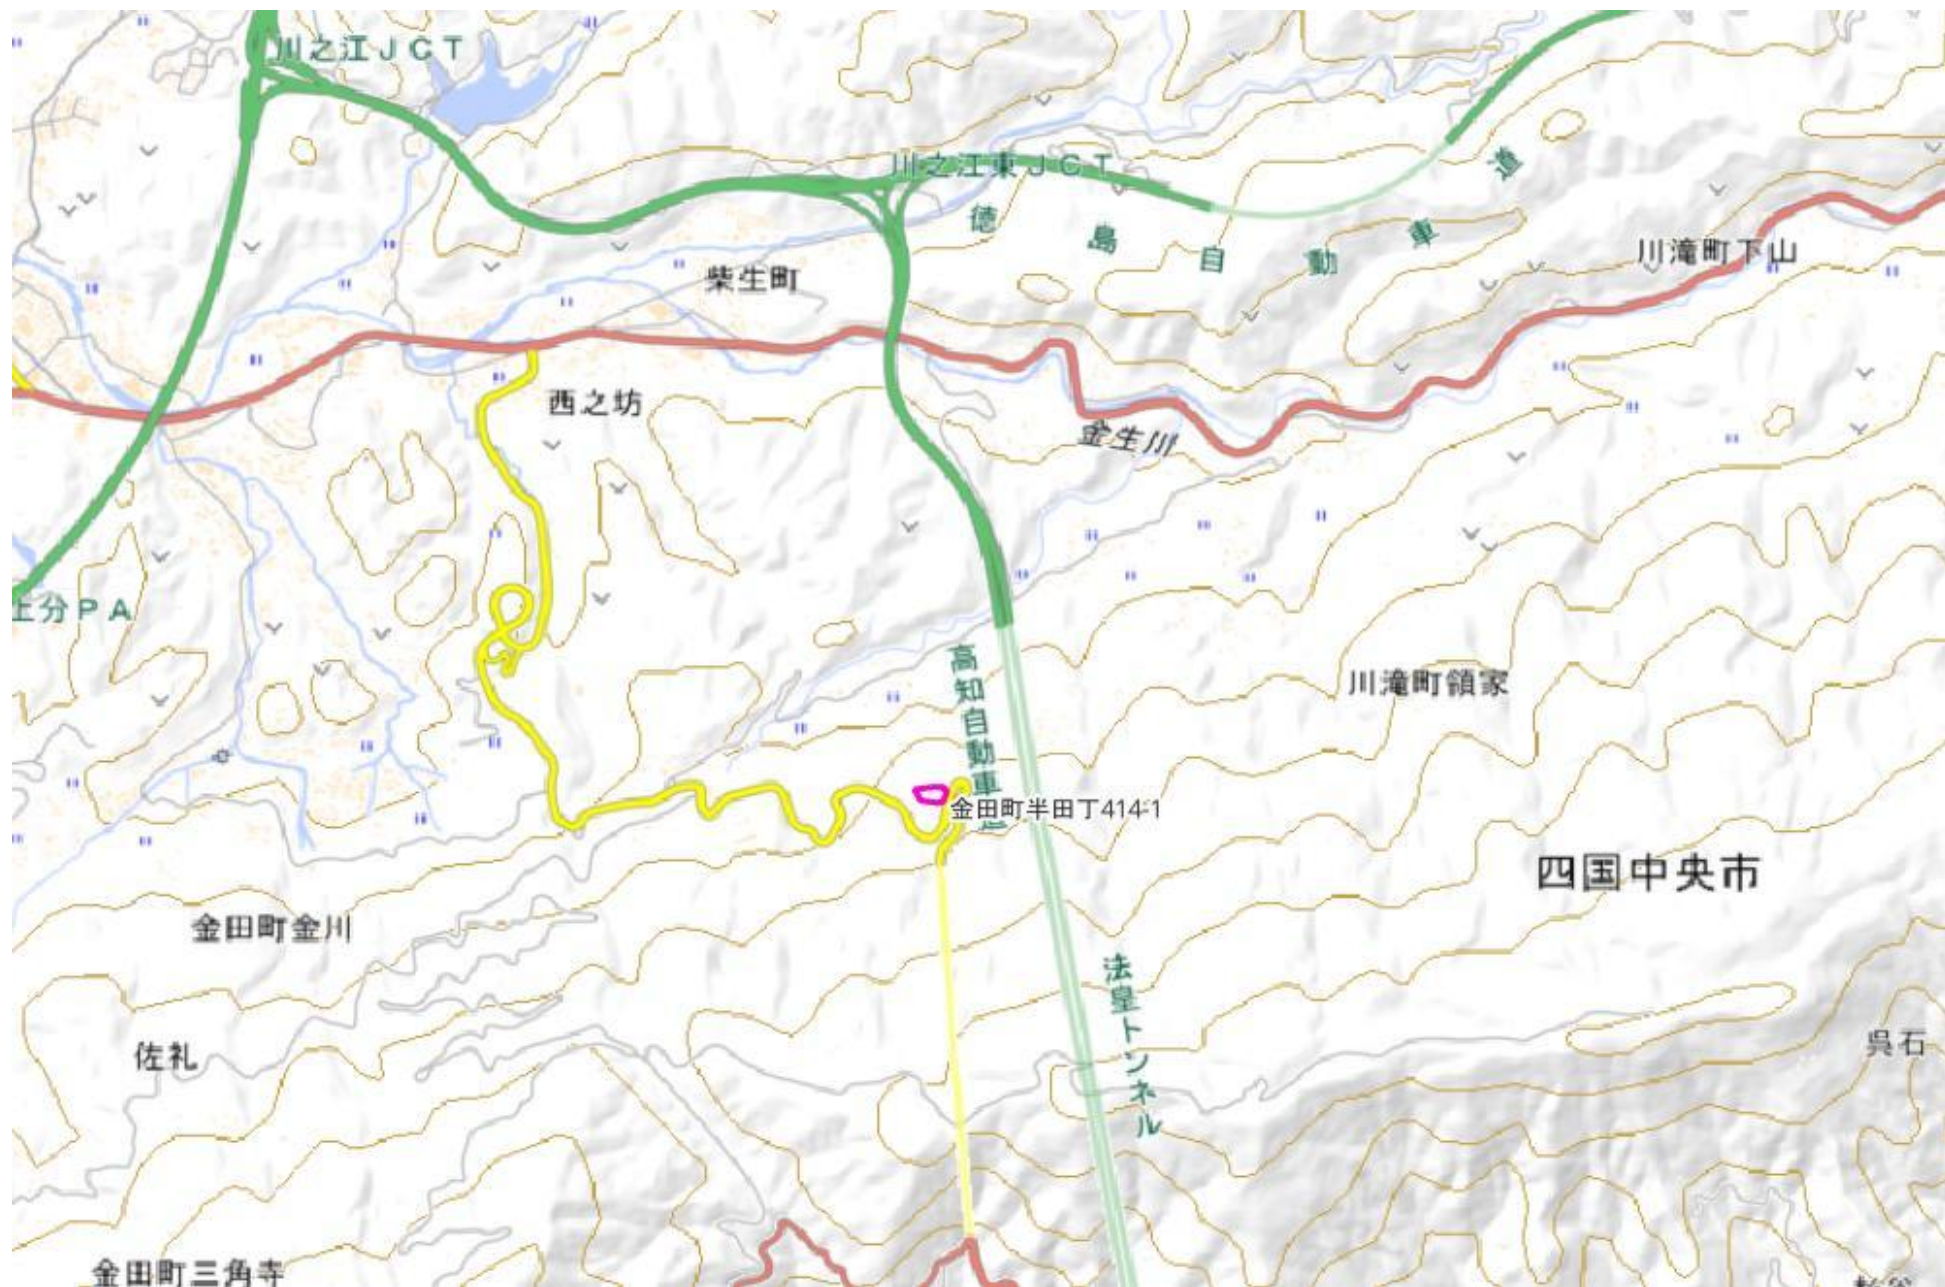 川之江JCT
川之江東JCT
徳島自動車道
川滝町下山
柴生町
西之坊
金生川
上分PA
高知自動車道
川滝町領家
金田町半田丁414-1
四国中央市
金田町金川
法皇トンネル
佐礼
呉石
金田町三角寺